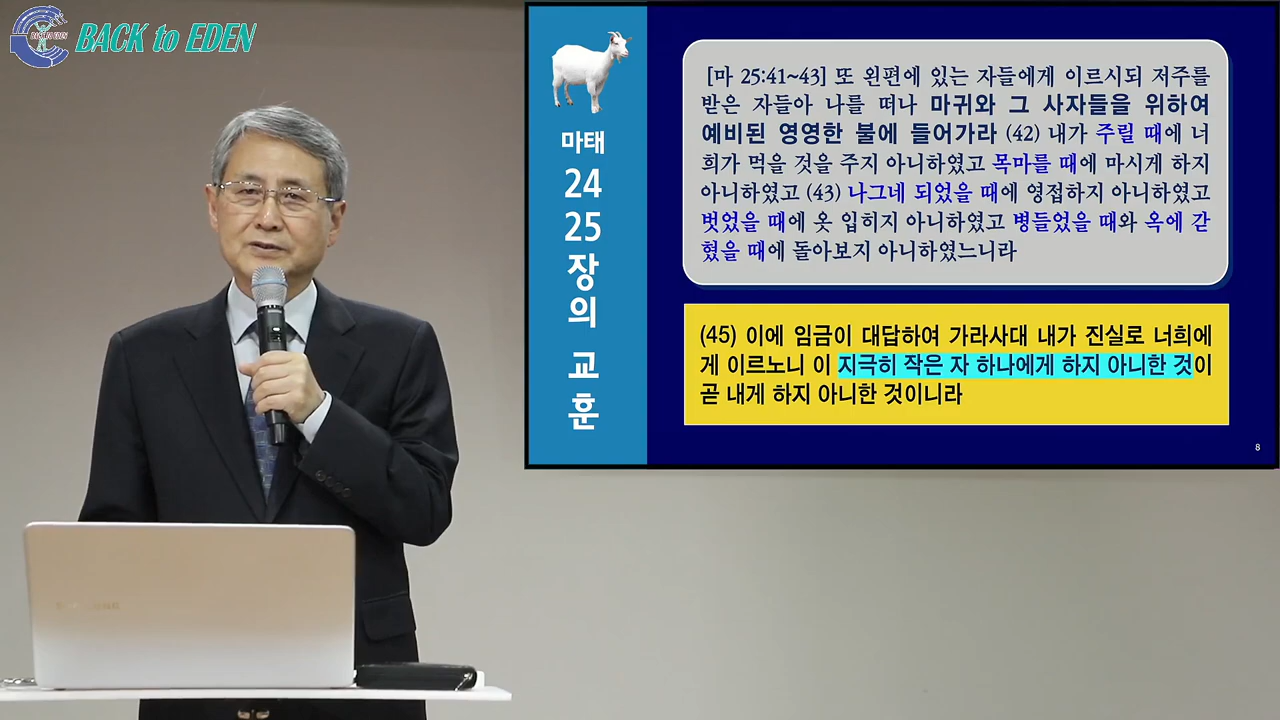 BACK to EDEN
BACK TO EDEN
마태
24
25
장
의
교
훈
[마 25:41~43] 또 왼편에 있는 자들에게 이르시되 저주를
받은 자들아 나를 떠나 마귀와 그 사자들을 위하여
예비된 영영한 불에 들어가라 (42) 내가 주릴 때에 너
희가 먹을 것을 주지 아니하였고 목마를 때에 마시게 하지
아니하였고 (43) 나그네 되었을 때에 영접하지 아니하였고
벗었을 때에 옷 입히지 아니하였고 병들었을 때와 옥에 갇
혔을 때에 돌아보지 아니하였느니라
(45) 이에 임금이 대답하여 가라사대 내가 진실로 너희에
게 이르노니 이 지극히 작은 자 하나에게 하지 아니한 것이
곧 내게 하지 아니한 것이니라
8